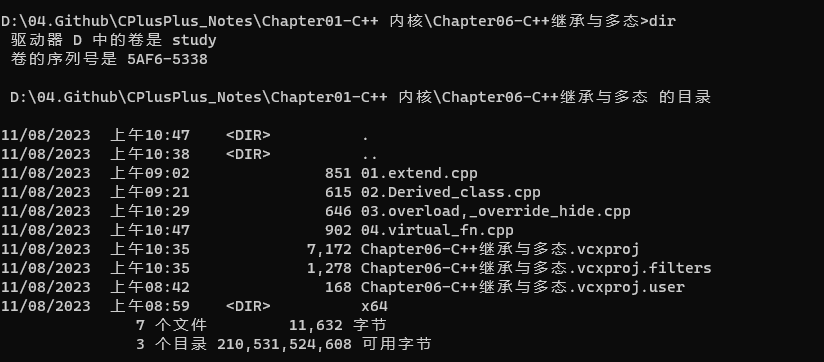 D:\04.Github\CPlusPlus_Notes\Chapter01-C++ 内核\Chapter06-C++继承与多态>dir
驱动器 D 中的卷是 study
卷的序列号是 5AF6-5338
D:\04.Github\CPlusPlus_Notes\Chapter01-C++ 内核\Chapter06-C++继承与多态 的目录
11/08/2023 上午10:47 <DIR> .
11/08/2023 上午10:38 <DIR> ..
11/08/2023 上午09:02 851 01.extend.cpp
11/08/2023 上午09:21 615 02.Derived_class.cpp
11/08/2023 上午10:29 646 03.overload,_override_hide.cpp
11/08/2023 上午10:47 902 04.virtual_fn.cpp
11/08/2023 上午10:35 7,172 Chapter06-C++继承与多态.vcxproj
11/08/2023 上午10:35 1,278 Chapter06-C++继承与多态.vcxproj.filters
11/08/2023 上午08:42 168 Chapter06-C++继承与多态.vcxproj.user
11/08/2023 上午08:59 <DIR> x64
7 个文件 11,632 字节
3 个目录 210,531,524,608 可用字节